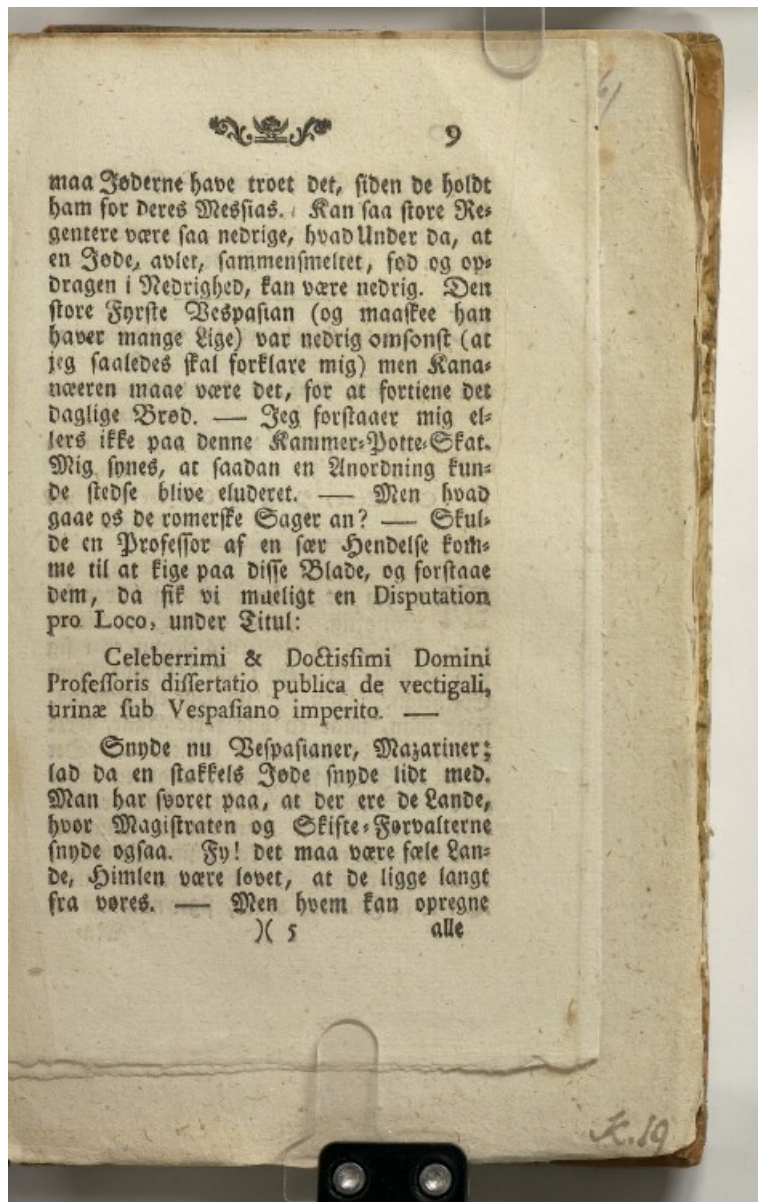 9
maa Jøderne have troet det, siden de holdt
ham for deres Messias. Kan saa store Re⸗
gentere være saa nedrige, hvad Under da, at
en Jøde, avlet, sammensmeltet, fød og op⸗
dragen i Nedrighed, kan være nedrig. Den
store Fyrste Vespasian (og maaskee han
haver mange Lige) var nedrig omsonst (at
jeg saaledes skal forklare mig) men Kana⸗
næeren maae være det, for at fortiene det
daglige Brød. — Jeg forstaaer mig el⸗
lers ikke paa denne Kammer⸗Potte⸗Skat.
Mig synes, at saadan en Anordning kun⸗
de stedse blive eluderet. — Men hvad
gaae os de romerske Sager an? — Skul⸗
de en Professor af en sær Hendelse kom⸗
me til at kige paa disse Blade, og forstaae
dem, da fik vi mueligt en Disputation
pro Loco, under Titul:
Celeberrimi & Doctissimi Domini
Professoris dissertatio publica de vectigali,
urinæ sub Vespasiano imperito. —
Snyde nu Vespasianer, Mazariner;
lad da en stakkels Jøde snyde lidt med.
Man har svoret paa, at der ere de Lande,
hvor Magistraten og Skifte⸗Forvalterne
snyde ogsaa. Fy! det maa være fæle Lan⸗
de, Himlen være lovet, at de ligge langt
fra vores. — Men hvem kan opregne
)( 5 alle
K.19